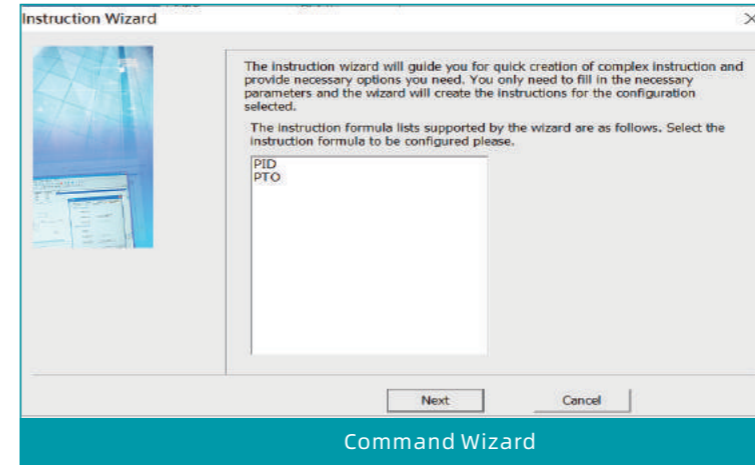 Instruction Wizard
The instruction wizard will guide you for quick creation of complex instruction and
provide necessary options you need. You only need to fill in the necessary
parameters and the wizard will create the instructions for the configuration
selected.
The instruction formula lists supported by the wizard are as follows. Select the
instruction formula to be configured please.
PID
PTO
Next
Cancel
Command Wizard